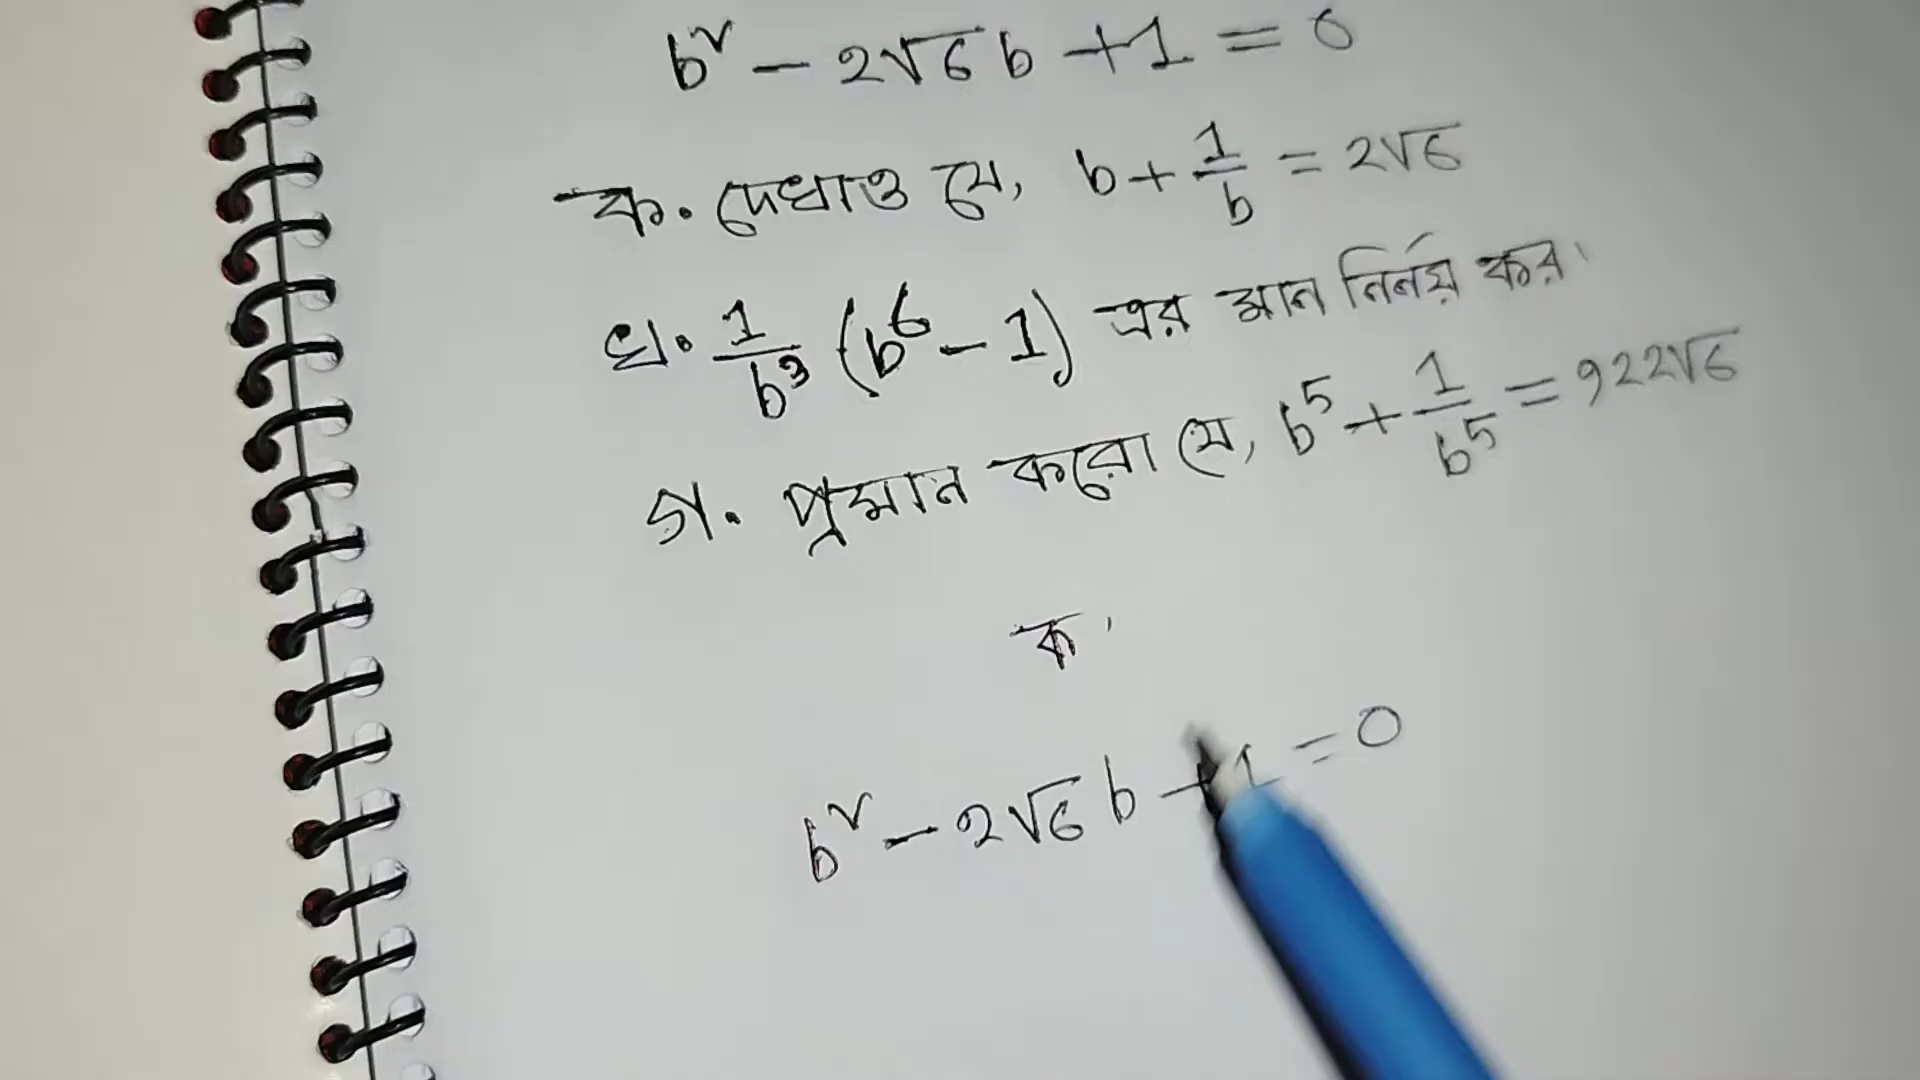 b² - 2√6 b + 1 = 0
ক. দেখাও যে, b + 1/b = 2√6
খ. 1/b³ (b⁶ - 1) এর মান নির্নয় কর।
গ. প্রমান করো যে, b⁵ + 1/b⁵ = 922√6
ক
b² - 2√6 b + 1 = 0